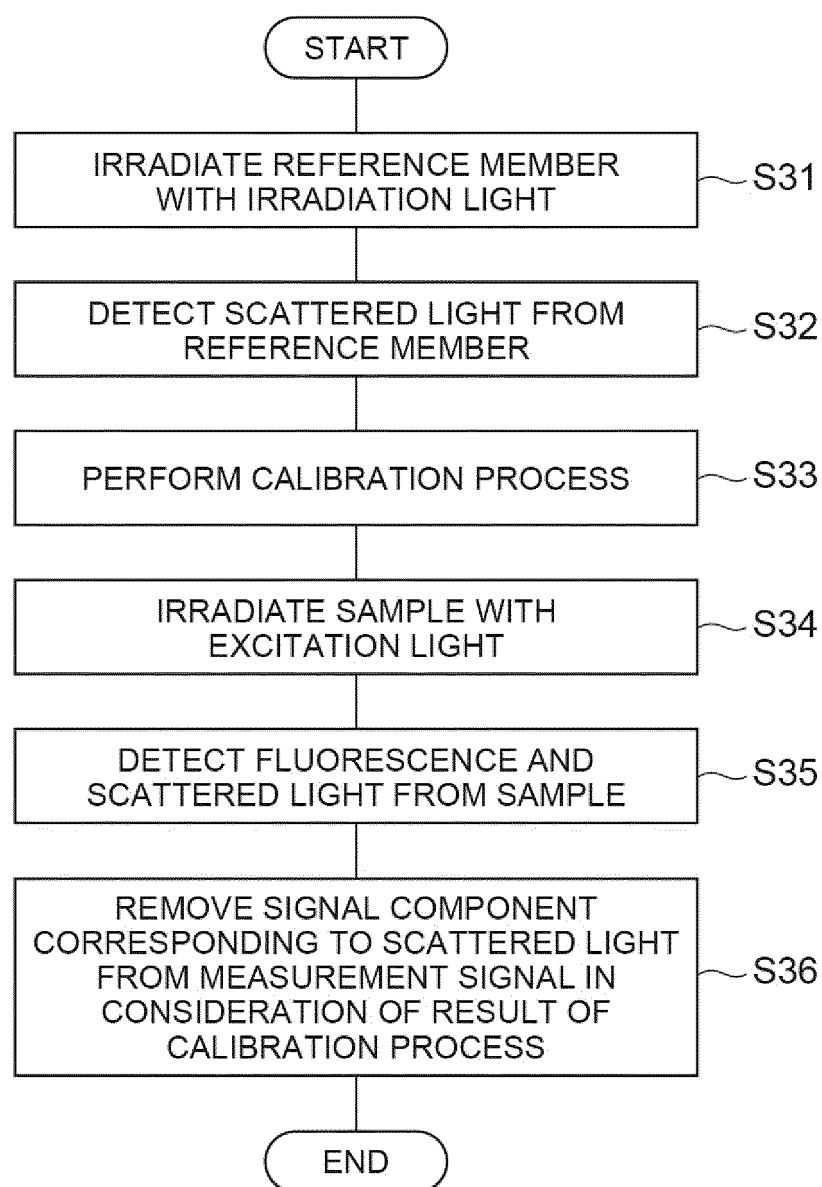 START
IRRADIATE REFERENCE MEMBER
WITH IRRADIATION LIGHT
S31
DETECT SCATTERED LIGHT FROM
REFERENCE MEMBER
S32
PERFORM CALIBRATION PROCESS
S33
IRRADIATE SAMPLE WITH
EXCITATION LIGHT
S34
DETECT FLUORESCENCE AND
SCATTERED LIGHT FROM SAMPLE
S35
REMOVE SIGNAL COMPONENT
CORRESPONDING TO SCATTERED LIGHT
FROM MEASUREMENT SIGNAL IN
CONSIDERATION OF RESULT OF
CALIBRATION PROCESS
S36
END